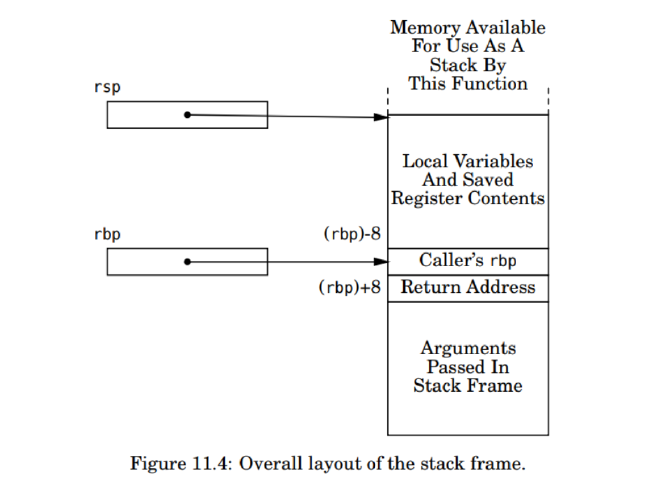 Memory Available
For Use As A
Stack By
This Function
rsp
Local Variables
And Saved
Register Contents
rbp
(rbp)-8
Caller's rbp
(rbp)+8
Return Address
Arguments
Passed In
Stack Frame
Figure 11.4: Overall layout of the stack frame.